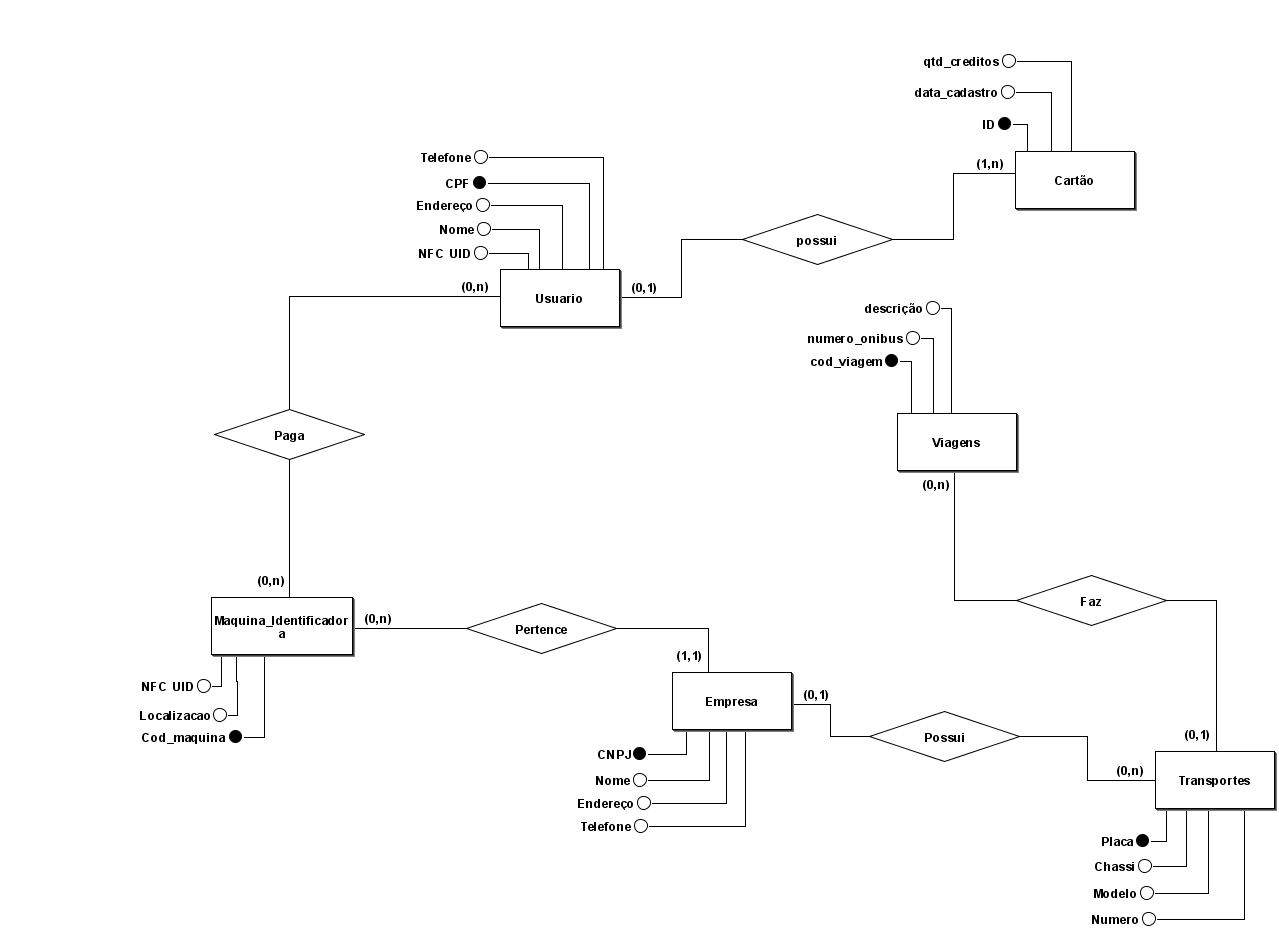 qtd_creditos
data_cadastro
ID
(1,n)
Cartão
Telefone
CPF
Endereço
Nome
NFC UID
(0,n)
Usuario
(0,1)
possui
descrição
numero_onibus
cod_viagem
Viagens
(0,n)
Paga
(0,n)
Maquina_Identificador
a
(0,n)
Pertence
(1,1)
Faz
NFC UID
Localizacao
Cod_maquina
Empresa
(0,1)
Possui
(0,1)
(0,n)
Transportes
CNPJ
Nome
Endereço
Telefone
Placa
Chassi
Modelo
Numero